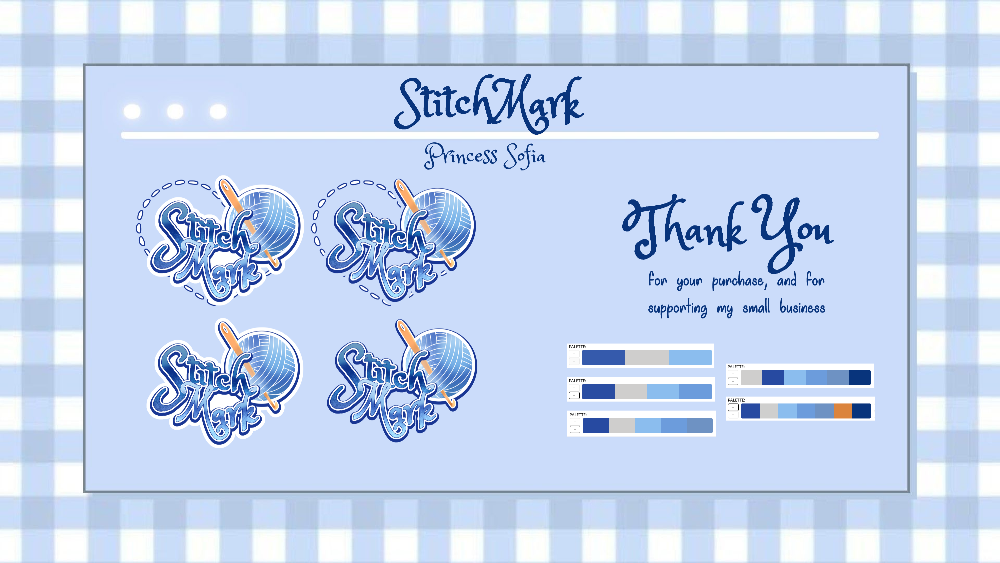 StitchMark
Princess Sofia
Stitch
Mark
Stitch
Mark
Thank You
for your purchase, and for
supporting my small business
Stitch
Mark
Stitch
Mark
PALETTE:
PALETTE:
PALETTE:
PALETTE:
PALETTE: